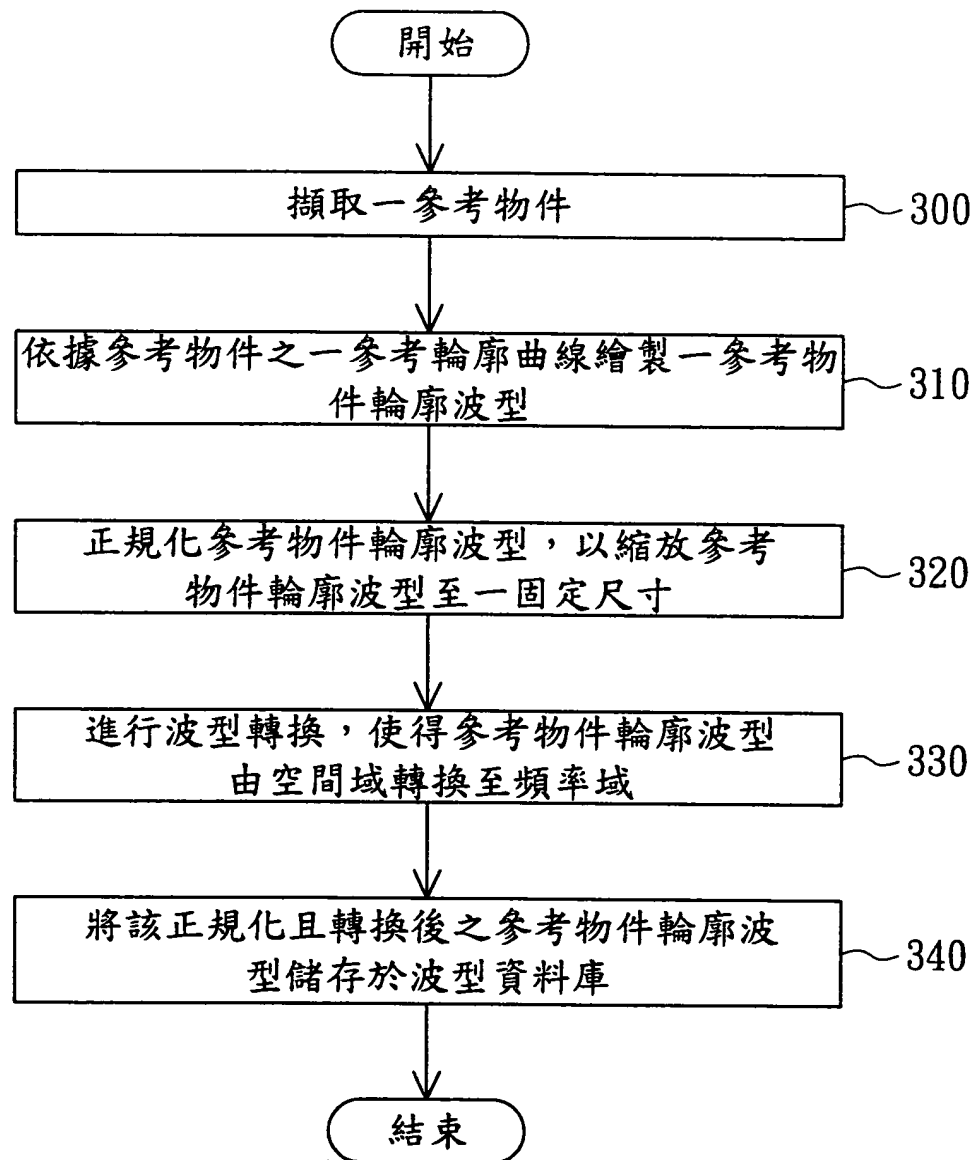 開始
擷取一參考物件
300
依據參考物件之一參考輪廓曲線繪製一參考物
件輪廓波型
310
正規化參考物件輪廓波型，以縮放參考
物件輪廓波型至一固定尺寸
320
進行波型轉換，使得參考物件輪廓波型
由空間域轉換至頻率域
330
將該正規化且轉換後之參考物件輪廓波
型儲存於波型資料庫
340
結束